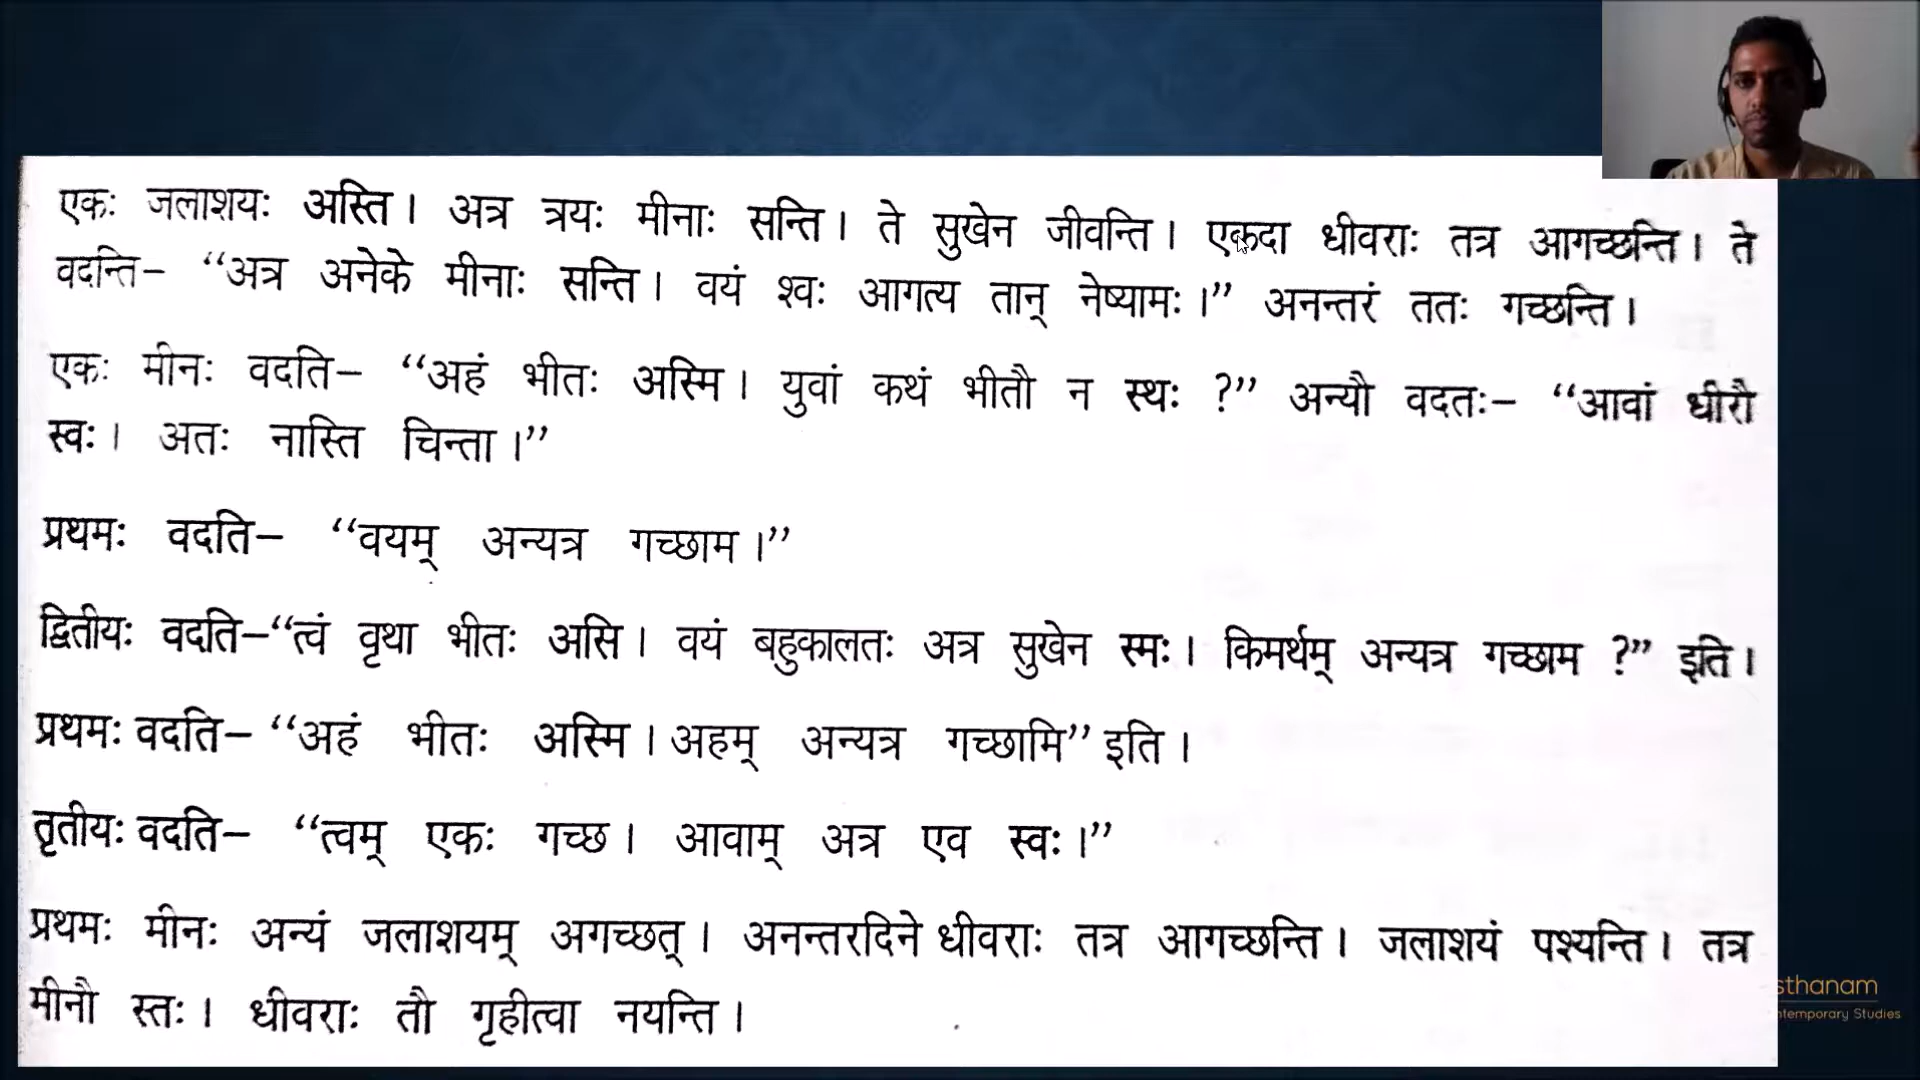 एकः जलाशयः अस्ति । अत्र त्रयः मीनाः सन्ति । ते सुखेन जीवन्ति । एकदा धीवराः तत्र आगच्छन्ति । ते
वदन्ति– “अत्र अनेके मीनाः सन्ति । वयं श्वः आगत्य तान् नेष्यामः ।” अनन्तरं ततः गच्छन्ति ।
एकः मीनः वदति– “अहं भीतः अस्मि । युवां कथं भीतौ न स्थः ?” अन्यौ वदतः– “आवां धीरौ
स्वः । अतः नास्ति चिन्ता ।”
प्रथमः वदति– “वयम् अन्यत्र गच्छाम ।”
द्वितीयः वदति–“त्वं वृथा भीतः असि । वयं बहुकालतः अत्र सुखेन स्मः । किमर्थम् अन्यत्र गच्छाम ?” इति ।
प्रथमः वदति– “अहं भीतः अस्मि । अहम् अन्यत्र गच्छामि” इति ।
तृतीयः वदति– “त्वम् एकः गच्छ । आवाम् अत्र एव स्वः ।”
प्रथमः मीनः अन्यं जलाशयम् अगच्छत् । अनन्तरदिने धीवराः तत्र आगच्छन्ति । जलाशयं पश्यन्ति । तत्र
मीनौ स्तः । धीवराः तौ गृहीत्वा नयन्ति ।
sthanam
ntemporary Studies